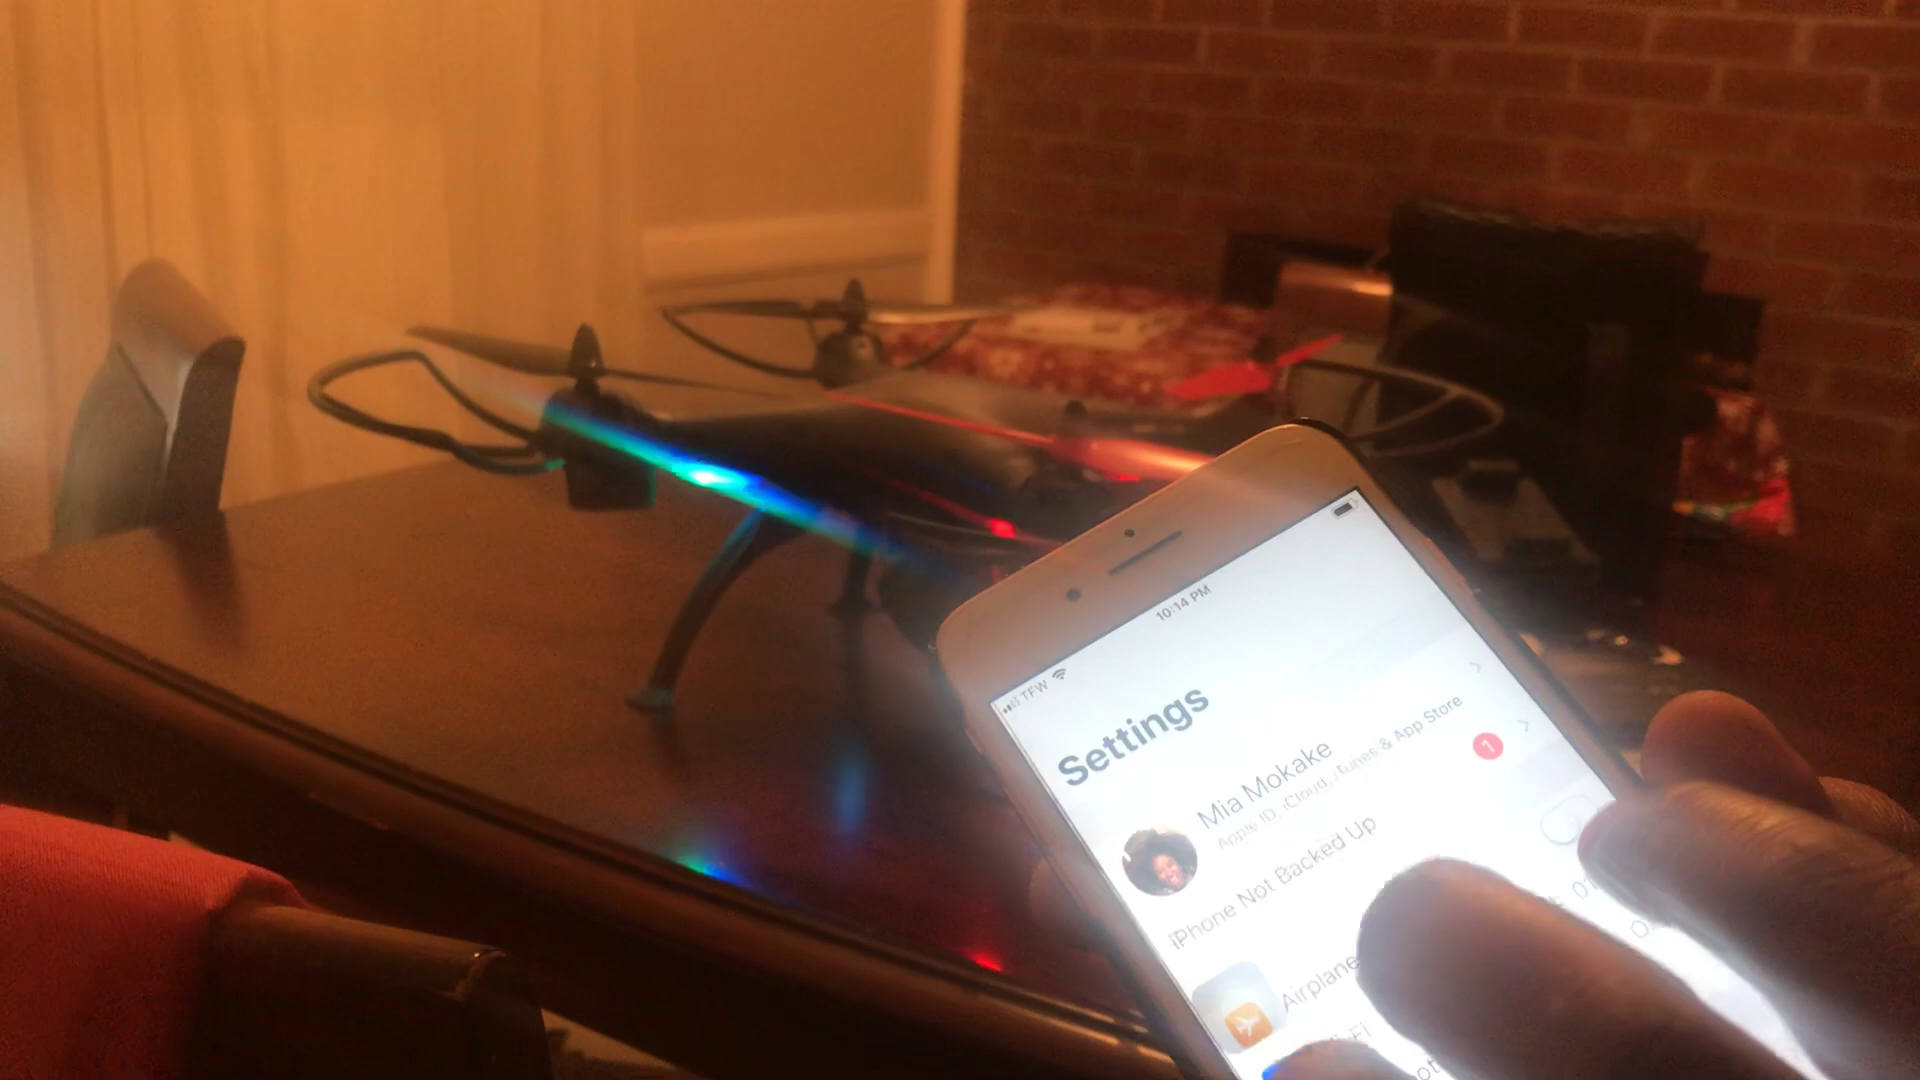 TFW
10:14 PM
Settings
Mia Mokake
Apple ID, iCloud, iTunes & App Store
iPhone Not Backed Up
1
Airplane